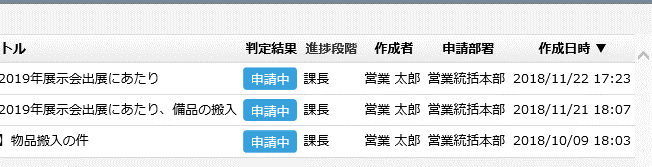 トル 判定結果 進捗段階 作成者 申請部署 作成日時 ▼
2019年展示会出展にあたり 申請中 課長 営業 太郎 営業統括本部 2018/11/22 17:23
2019年展示会出展にあたり、備品の搬入 申請中 課長 営業 太郎 営業統括本部 2018/11/21 18:07
】物品搬入の件 申請中 課長 営業 太郎 営業統括本部 2018/10/09 18:03